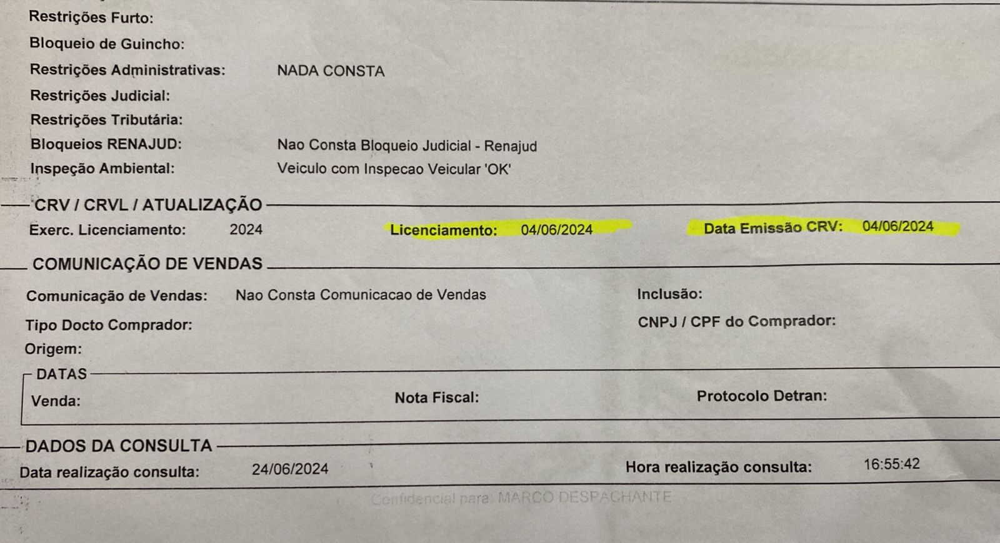 Restrições Furto:
Bloqueio de Guincho:
Restrições Administrativas: NADA CONSTA
Restrições Judicial:
Restrições Tributária:
Bloqueios RENAJUD: Nao Consta Bloqueio Judicial - Renajud
Inspeção Ambiental: Veiculo com Inspecao Veicular 'OK'
CRV / CRVL / ATUALIZAÇÃO
Exerc. Licenciamento: 2024 Licenciamento: 04/06/2024 Data Emissão CRV: 04/06/2024
COMUNICAÇÃO DE VENDAS
Comunicação de Vendas: Nao Consta Comunicacao de Vendas Inclusão:
Tipo Docto Comprador: CNPJ / CPF do Comprador:
Origem:
DATAS
Venda: Nota Fiscal: Protocolo Detran:
DADOS DA CONSULTA
Data realização consulta: 24/06/2024 Hora realização consulta: 16:55:42
Confidencial para: MARCO DESPACHANTE